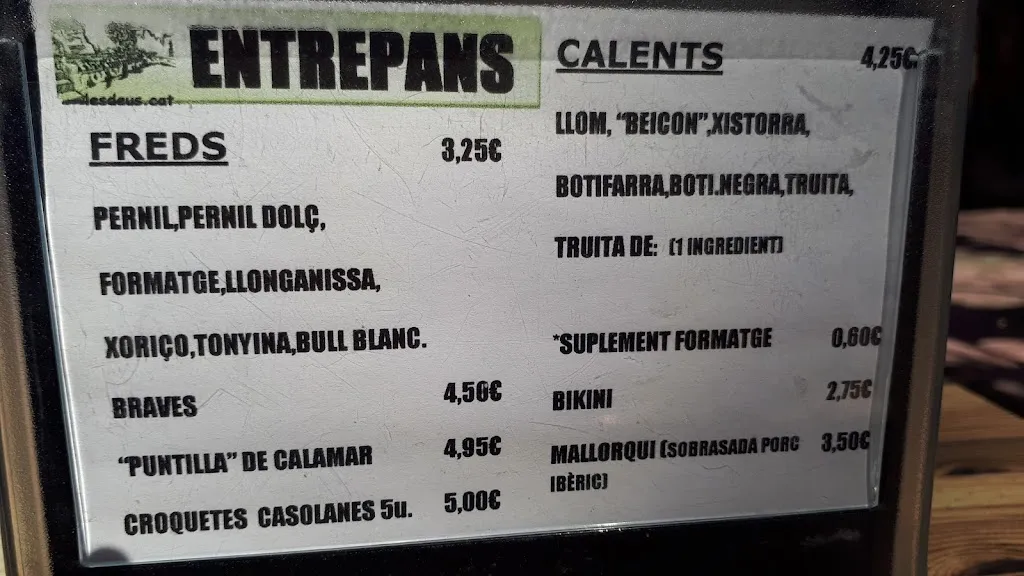 ENTREPANS
lesdeus.cat
FREDS 3,25€
PERNIL,PERNIL DOLÇ,
FORMATGE,LLONGANISSA,
XORIÇO,TONYINA,BULL BLANC.
BRAVES 4,50€
“PUNTILLA” DE CALAMAR 4,95€
CROQUETES CASOLANES 5u. 5,00€
CALENTS 4,25€
LLOM, “BEICON”,XISTORRA,
BOTIFARRA,BOTI.NEGRA,TRUITA,
TRUITA DE: (1 INGREDIENT)
*SUPLEMENT FORMATGE 0,60€
BIKINI 2,75€
MALLORQUI (SOBRASADA PORC 3,50€
IBÈRIC)